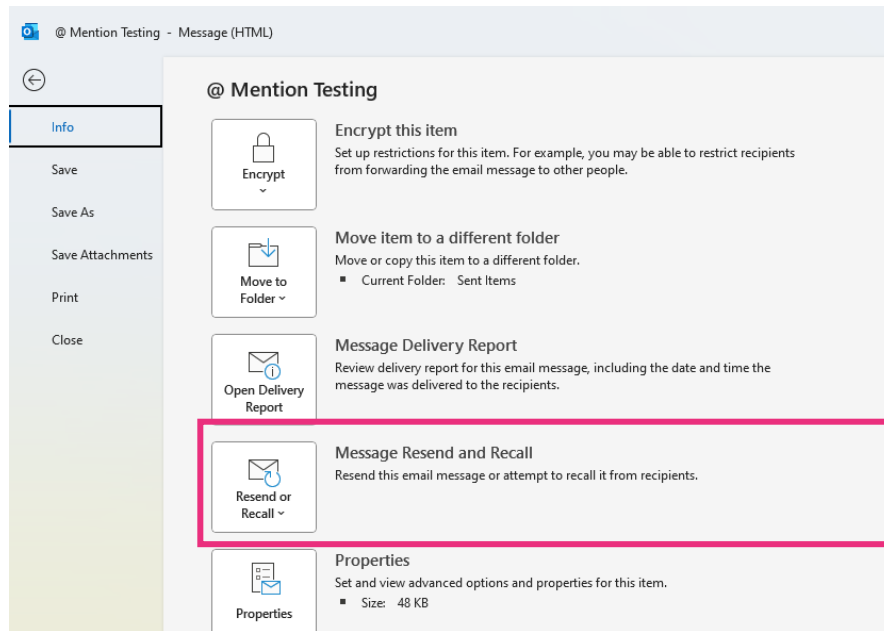 @ Mention Testing - Message (HTML)
Info
Save
Save As
Save Attachments
Print
Close
@ Mention Testing
Encrypt
Encrypt this item
Set up restrictions for this item. For example, you may be able to restrict recipients
from forwarding the email message to other people.
Move to
Folder
Move item to a different folder
Move or copy this item to a different folder.
Current Folder: Sent Items
Open Delivery
Report
Message Delivery Report
Review delivery report for this email message, including the date and time the
message was delivered to the recipients.
Resend or
Recall
Message Resend and Recall
Resend this email message or attempt to recall it from recipients.
Properties
Properties
Set and view advanced options and properties for this item.
Size: 48 KB